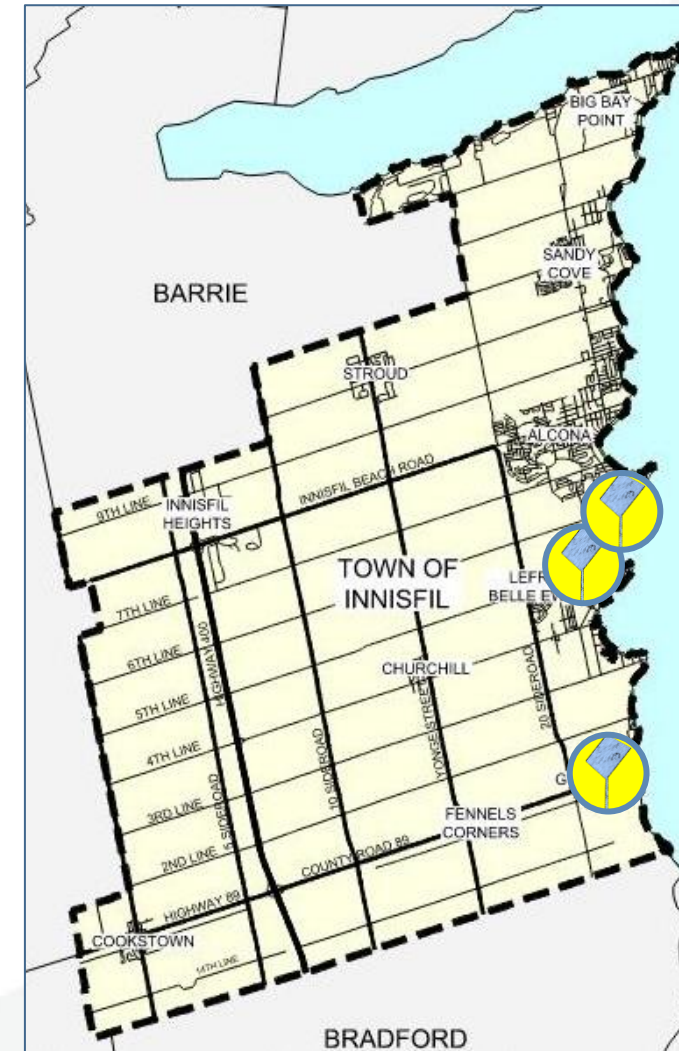 BIG BAY
POINT
SANDY
COVE
BARRIE
STROUD
ALCONA
INNISFIL BEACH ROAD
9TH LINE
INNISFIL
HEIGHTS
TOWN OF
INNISFIL
BELLE
7TH LINE
6TH LINE
HIGHWAY 400
CHURCHILL
5TH LINE
20 SIDEROAD
4TH LINE
YONGE STREET
10 SIDEROAD
5 SIDEROAD
3RD LINE
FENNELS
CORNERS
2ND LINE
COUNTY ROAD 89
HIGHWAY 89
COOKSTOWN
14TH LINE
BRADFORD